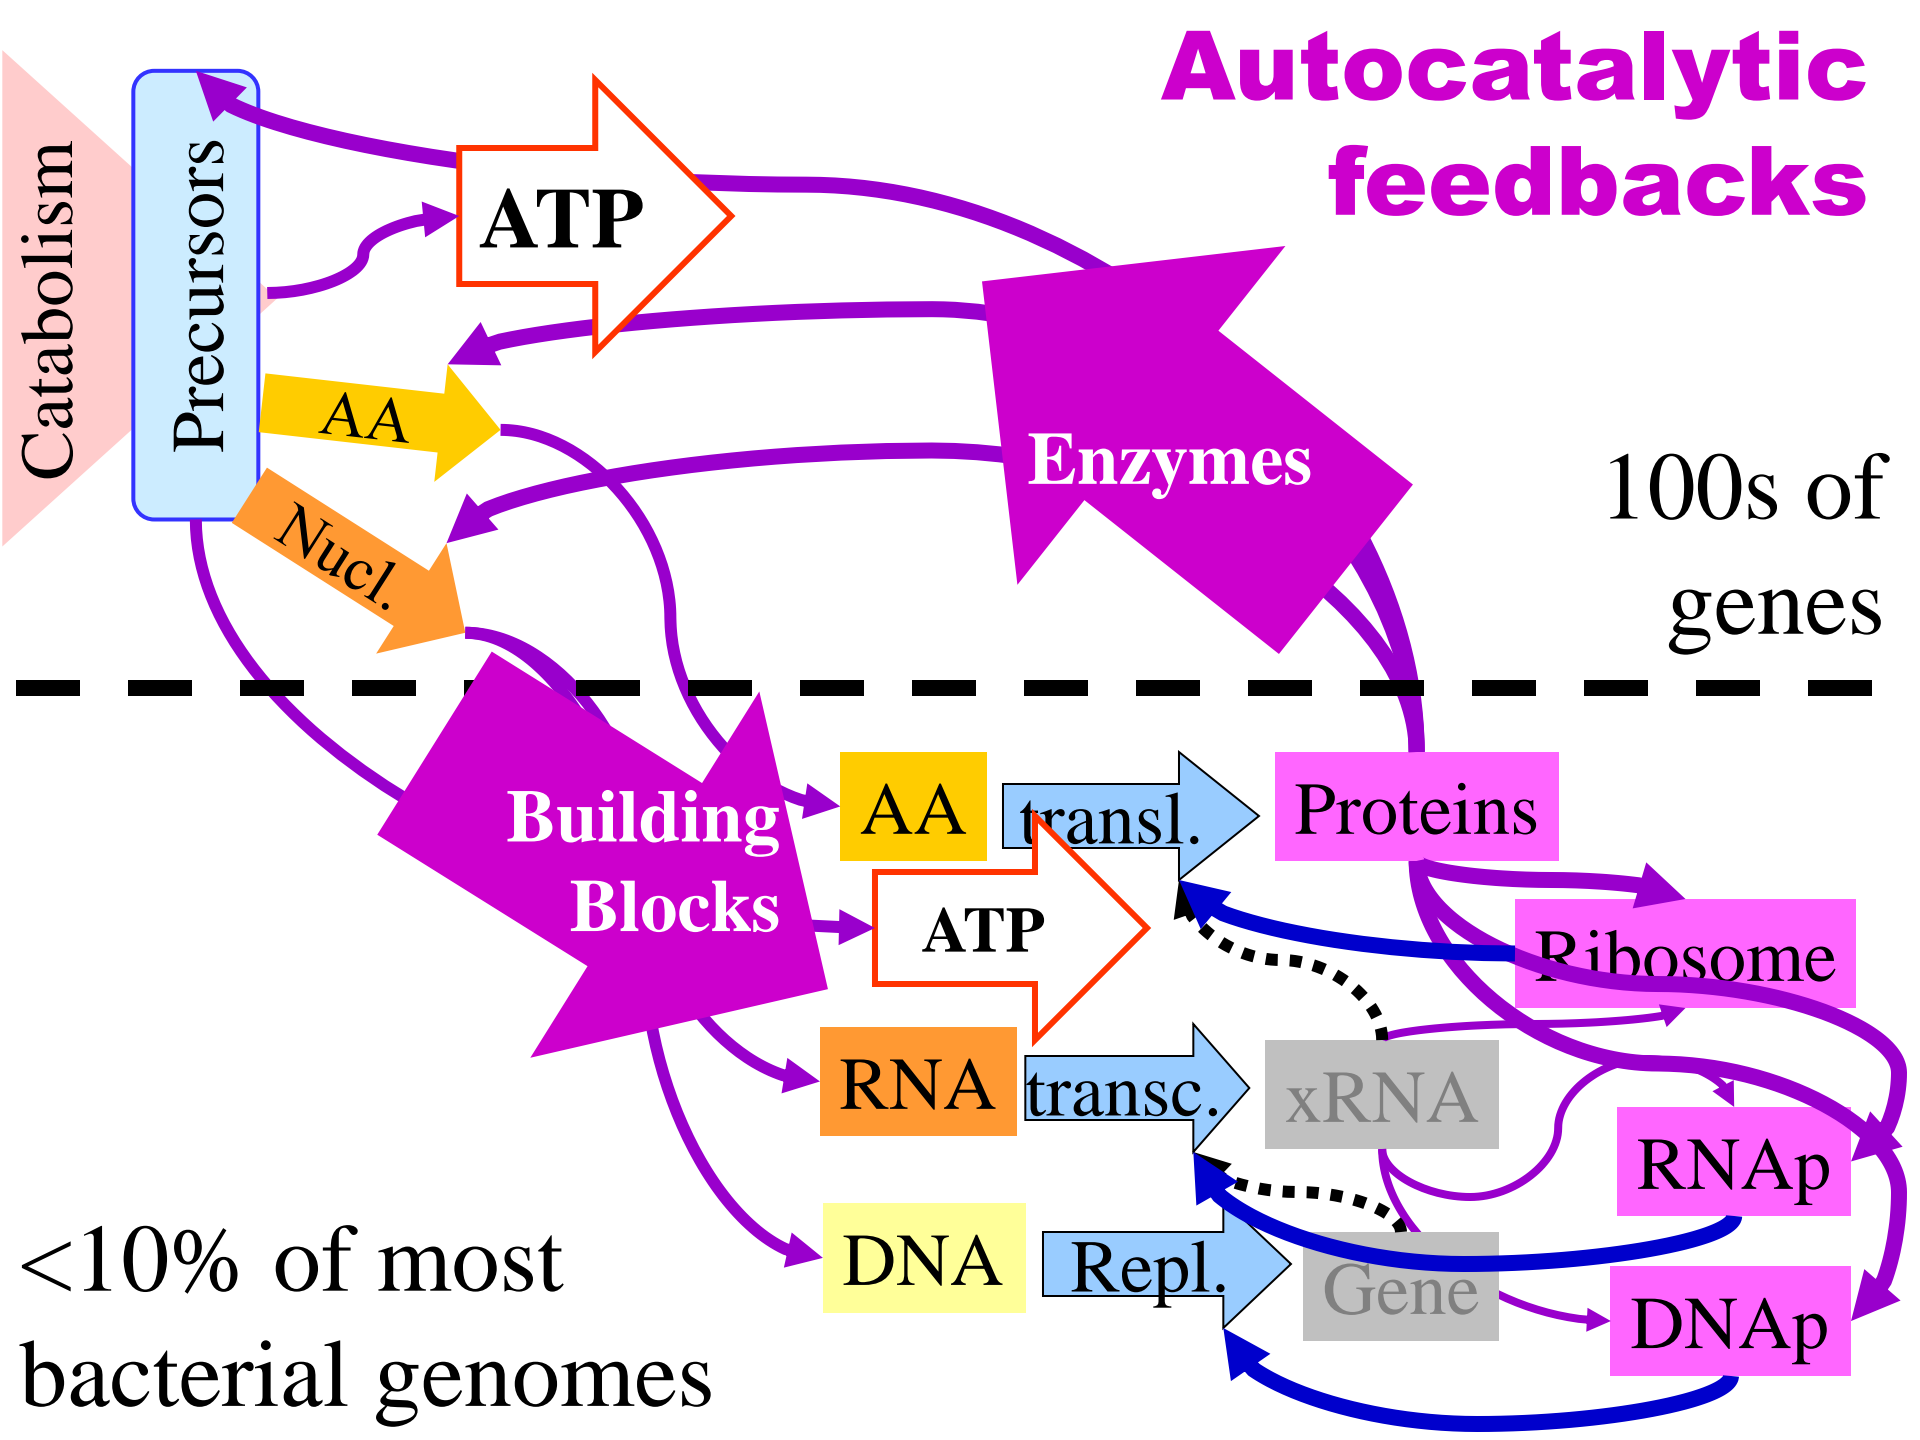 Autocatalytic
feedbacks
Catabolism
Precursors
ATP
AA
Nucl.
Enzymes
100s of
genes
Building
Blocks
AA
transl.
Proteins
ATP
Ribosome
RNA
transc.
xRNA
RNAp
DNA
Repl.
Gene
DNAp
<10% of most
bacterial genomes